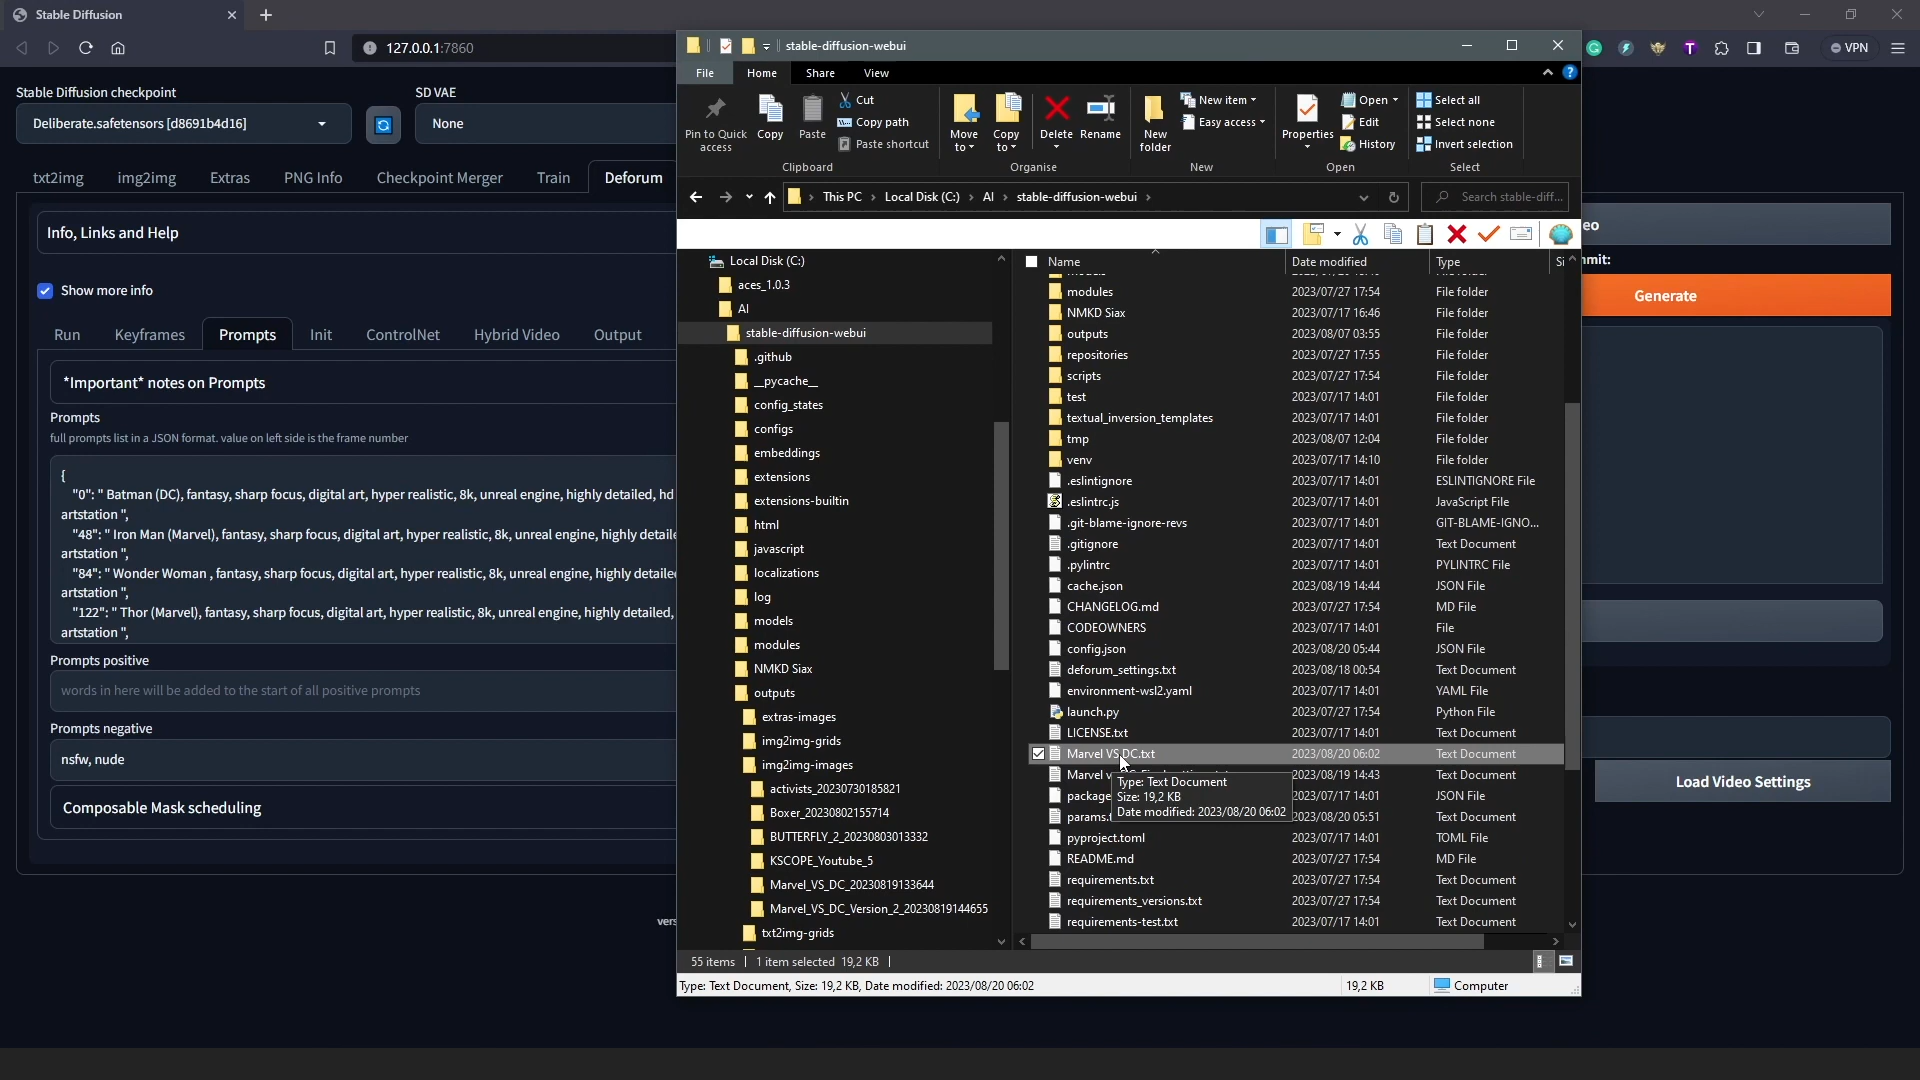 Stable Diffusion
127.0.0.1:7860
VPN
Stable Diffusion checkpoint
SD VAE
Deliberate.safetensors [d8691b4d16]
None
txt2img
img2img
Extras
PNG Info
Checkpoint Merger
Train
Deforum
Info, Links and Help
Show more info
Run
Keyframes
Prompts
Init
ControlNet
Hybrid Video
Output
*Important* notes on Prompts
Prompts
full prompts list in a JSON format. value on left side is the frame number
{
"0": " Batman (DC), fantasy, sharp focus, digital art, hyper realistic, 8k, unreal engine, highly detailed, hd
artstation ",
"48": " Iron Man (Marvel), fantasy, sharp focus, digital art, hyper realistic, 8k, unreal engine, highly detaile
artstation ",
"84": " Wonder Woman , fantasy, sharp focus, digital art, hyper realistic, 8k, unreal engine, highly detaile
artstation ",
"122": " Thor (Marvel), fantasy, sharp focus, digital art, hyper realistic, 8k, unreal engine, highly detailed,
artstation ",
Prompts positive
words in here will be added to the start of all positive prompts
Prompts negative
nsfw, nude
Composable Mask scheduling
vers
stable-diffusion-webui
File
Home
Share
View
Pin to Quick
access
Copy
Paste
Cut
Copy path
Paste shortcut
Clipboard
Move
to
Copy
to
Delete
Rename
Organise
New
folder
New item
Easy access
New
Properties
Open
Edit
History
Open
Select all
Select none
Invert selection
Select
This PC
Local Disk (C:)
AI
stable-diffusion-webui
Search stable-diff...
Local Disk (C:)
aces_1.0.3
AI
stable-diffusion-webui
.github
__pycache__
config_states
configs
embeddings
extensions
extensions-builtin
html
javascript
localizations
log
models
modules
NMKD Siax
outputs
extras-images
img2img-grids
img2img-images
activists_20230730185821
Boxer_20230802155714
BUTTERFLY_2_20230803013332
KSCOPE_Youtube_5
Marvel_VS_DC_20230819133644
Marvel_VS_DC_Version_2_20230819144655
txt2img-grids
Name Date modified Type Si
modules 2023/07/27 17:54 File folder
NMKD Siax 2023/07/17 16:46 File folder
outputs 2023/08/07 03:55 File folder
repositories 2023/07/27 17:55 File folder
scripts 2023/07/27 17:54 File folder
test 2023/07/17 14:01 File folder
textual_inversion_templates 2023/07/17 14:01 File folder
tmp 2023/08/07 12:04 File folder
venv 2023/07/17 14:10 File folder
.eslintignore 2023/07/17 14:01 ESLINTIGNORE File
.eslintrc.js 2023/07/17 14:01 JavaScript File
.git-blame-ignore-revs 2023/07/17 14:01 GIT-BLAME-IGNO...
.gitignore 2023/07/17 14:01 Text Document
.pylintrc 2023/07/17 14:01 PYLINTRC File
cache.json 2023/08/19 14:44 JSON File
CHANGELOG.md 2023/07/27 17:54 MD File
CODEOWNERS 2023/07/17 14:01 File
config.json 2023/08/20 05:44 JSON File
deforum_settings.txt 2023/08/18 00:54 Text Document
environment-wsl2.yaml 2023/07/17 14:01 YAML File
launch.py 2023/07/27 17:54 Python File
LICENSE.txt 2023/07/17 14:01 Text Document
Marvel VS DC.txt 2023/08/20 06:02 Text Document
Marvel v 2023/08/19 14:43 Text Document
package 2023/07/17 14:01 JSON File
params.t 2023/08/20 05:51 Text Document
pyproject.toml 2023/07/17 14:01 TOML File
README.md 2023/07/27 17:54 MD File
requirements.txt 2023/07/27 17:54 Text Document
requirements_versions.txt 2023/07/27 17:54 Text Document
requirements-test.txt 2023/07/17 14:01 Text Document
Type: Text Document
Size: 19,2 KB
Date modified: 2023/08/20 06:02
55 items
1 item selected 19,2 KB
Type: Text Document, Size: 19,2 KB, Date modified: 2023/08/20 06:02
19,2 KB
Computer
eo
mmit:
Generate
Load Video Settings